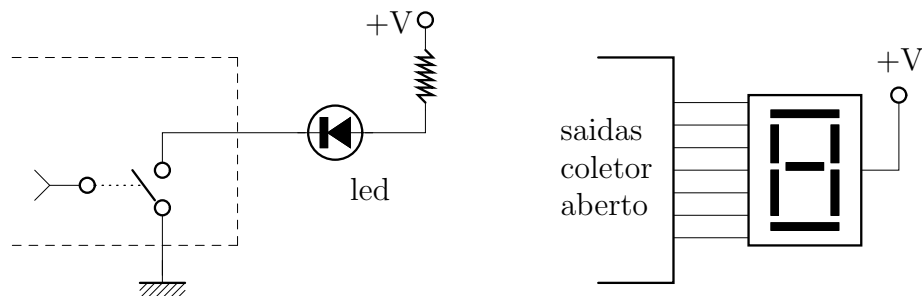 +V
led
saidas
coletor
aberto
+V